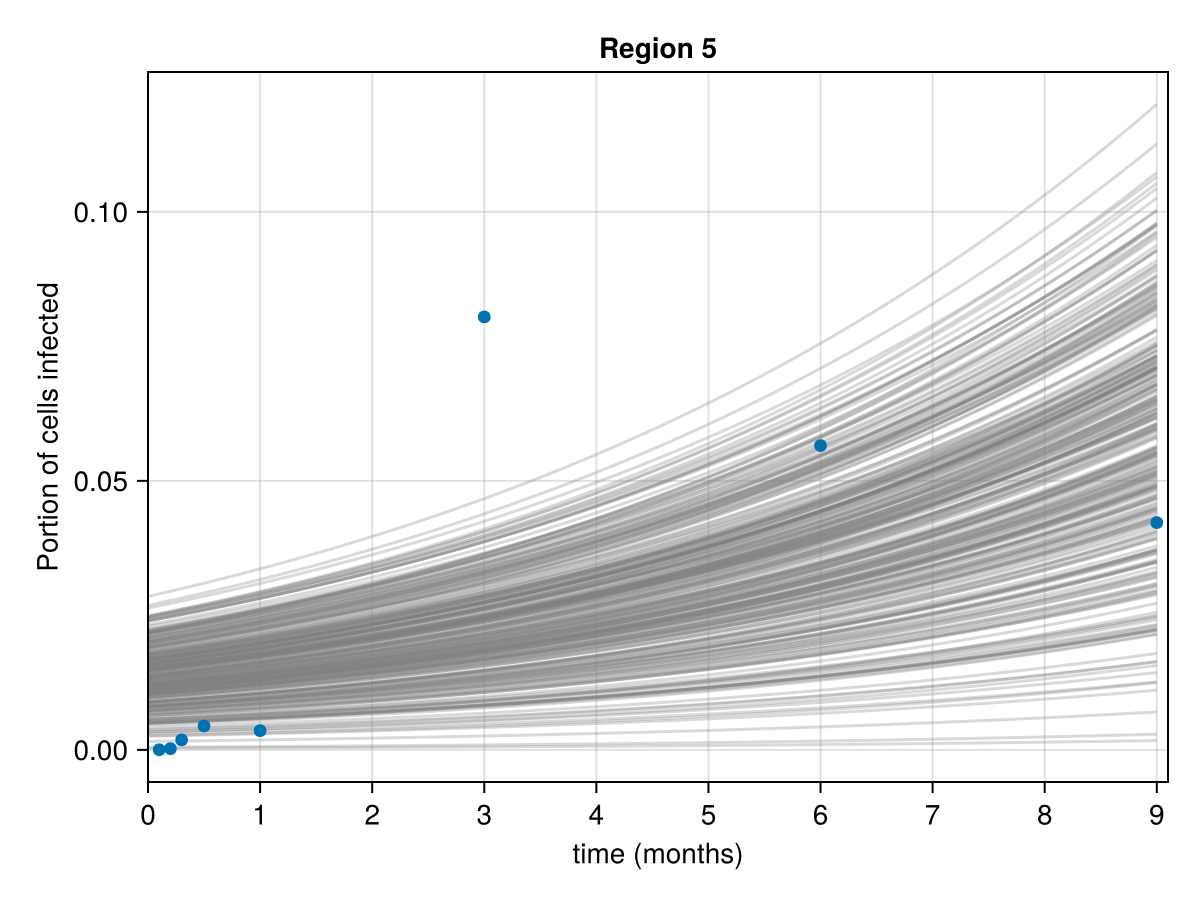 Region 5
Portion of cells infected
0.10
0.05
0.00
0 1 2 3 4 5 6 7 8 9
time (months)